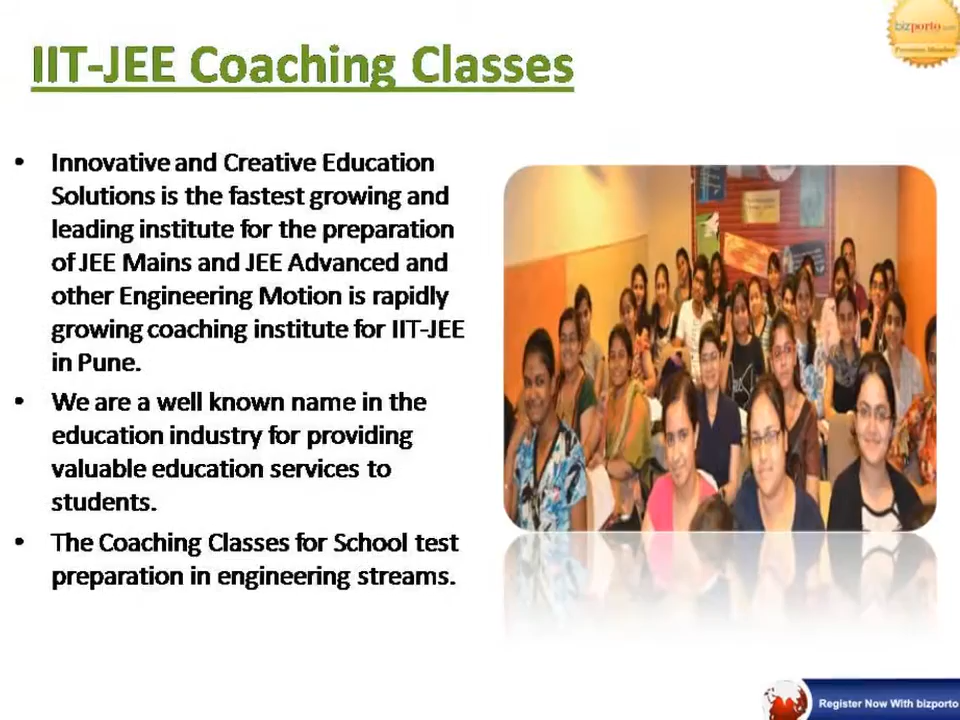 bizporto.com
Premium Member
IIT-JEE Coaching Classes
• Innovative and Creative Education
Solutions is the fastest growing and
leading institute for the preparation
of JEE Mains and JEE Advanced and
other Engineering Motion is rapidly
growing coaching institute for IIT-JEE
in Pune.
• We are a well known name in the
education industry for providing
valuable education services to
students.
• The Coaching Classes for School test
preparation in engineering streams.
Register Now With bizporto